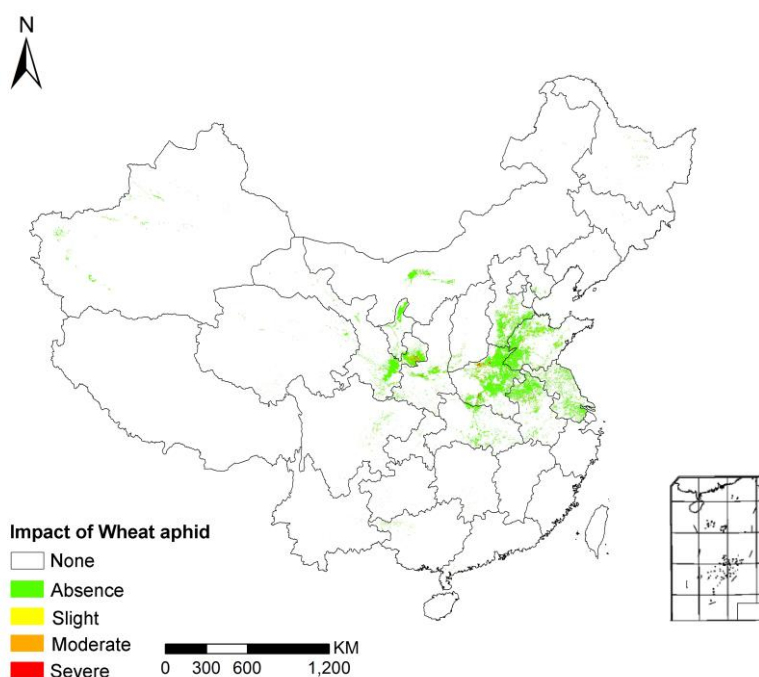 N
Impact of Wheat aphid
None
Absence
Slight
Moderate
Severe
KM
0 300 600 1,200